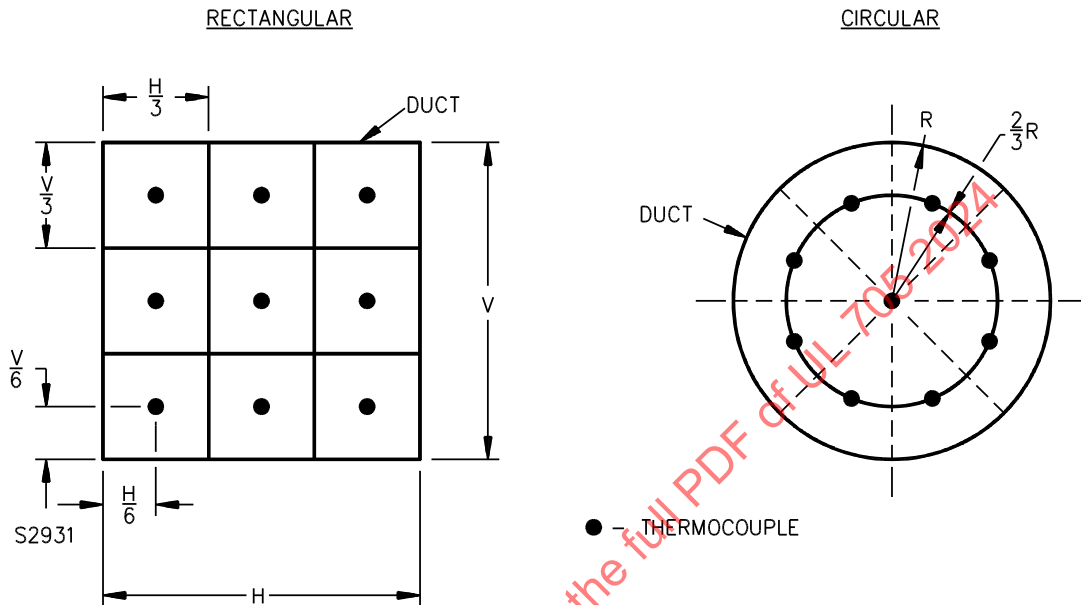 RECTANGULAR
CIRCULAR
H
3
DUCT
V
3
V
V
6
H
6
S2931
H
R
2
3
R
DUCT
● - THERMOCOUPLE
the full PDF of UL 705 2024